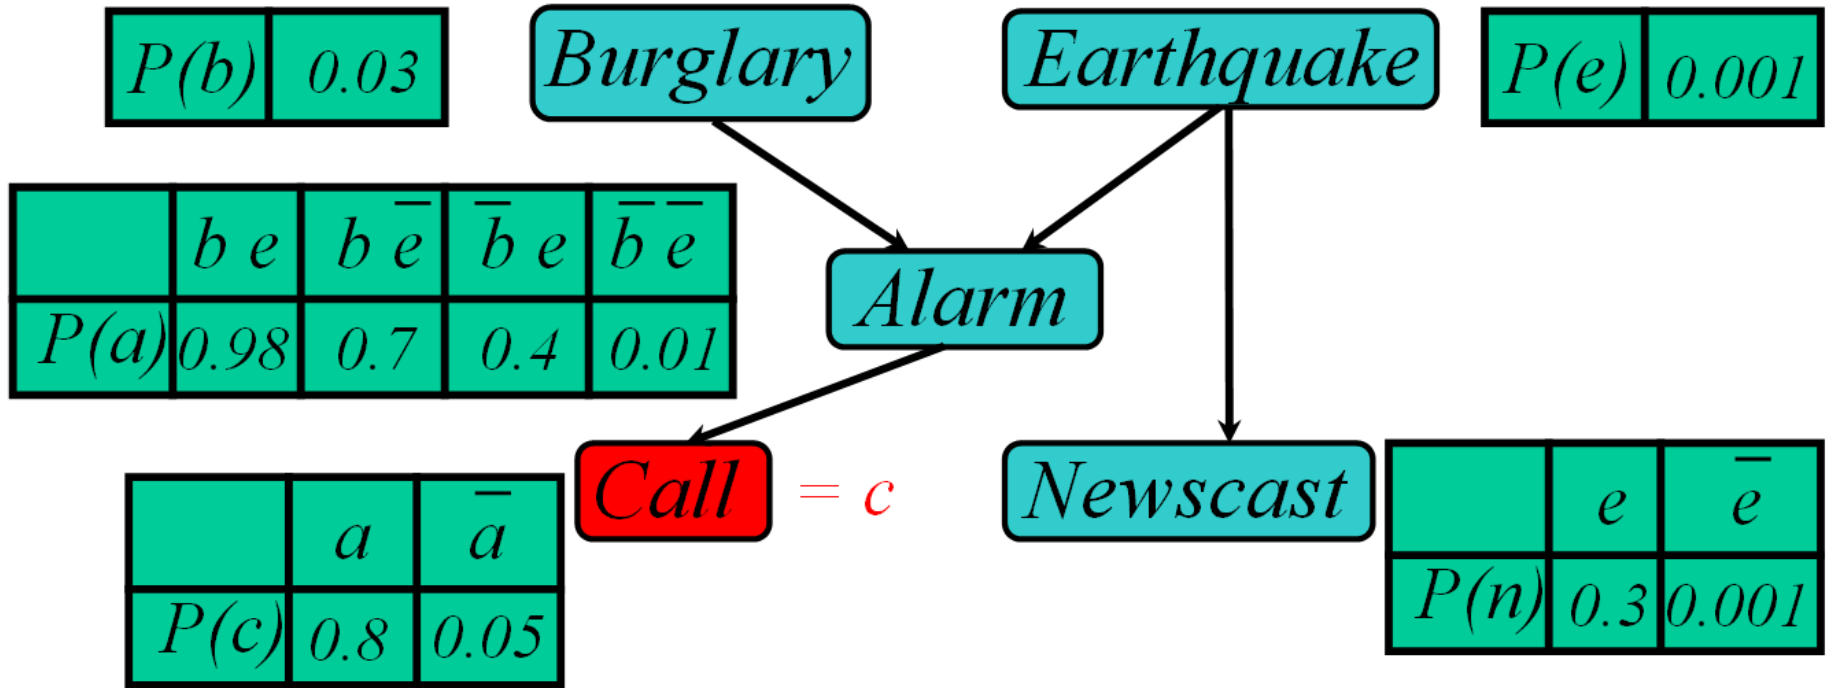 P(b) 0.03
Burglary
Earthquake
P(e) 0.001
b e b e̅ b̅ e b̅ e̅
P(a) 0.98 0.7 0.4 0.01
Alarm
Call = c
Newscast
a a̅
P(c) 0.8 0.05
e e̅
P(n) 0.3 0.001